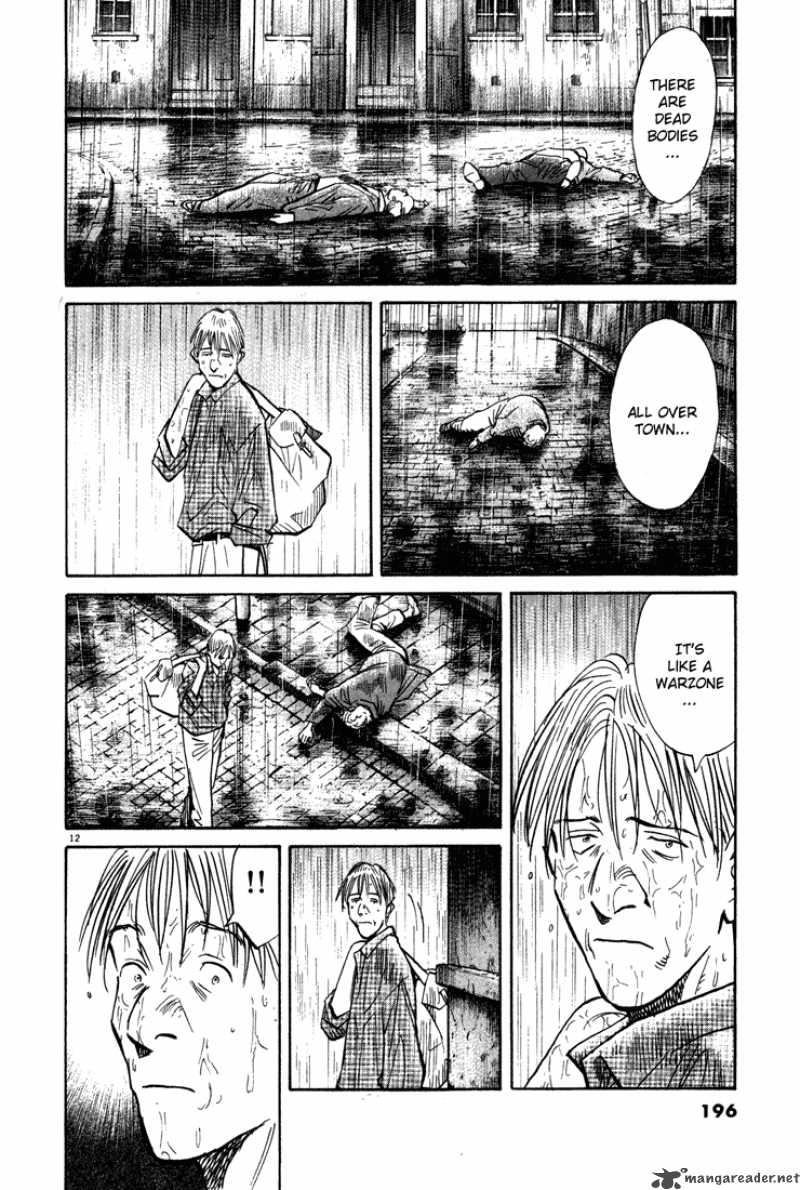 THERE
ARE
DEAD
BODIES
...
ALL OVER
TOWN...
IT'S
LIKE A
WARZONE
...
12
!!
196
mangareader.net